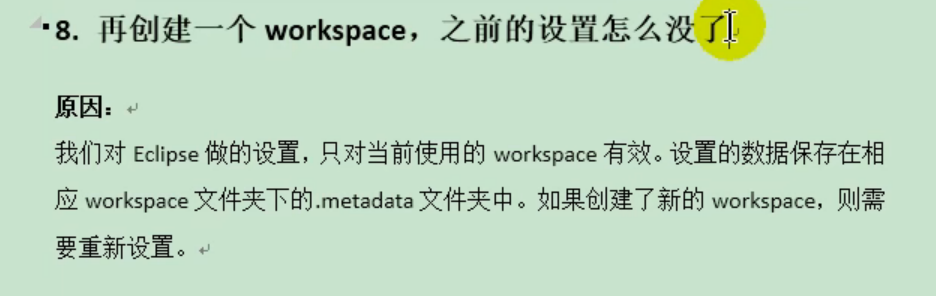 8. 再创建一个 workspace，之前的设置怎么没了
原因：
我们对 Eclipse 做的设置，只对当前使用的 workspace 有效。设置的数据保存在相
应 workspace 文件夹下的.metadata 文件夹中。如果创建了新的 workspace，则需
要重新设置。